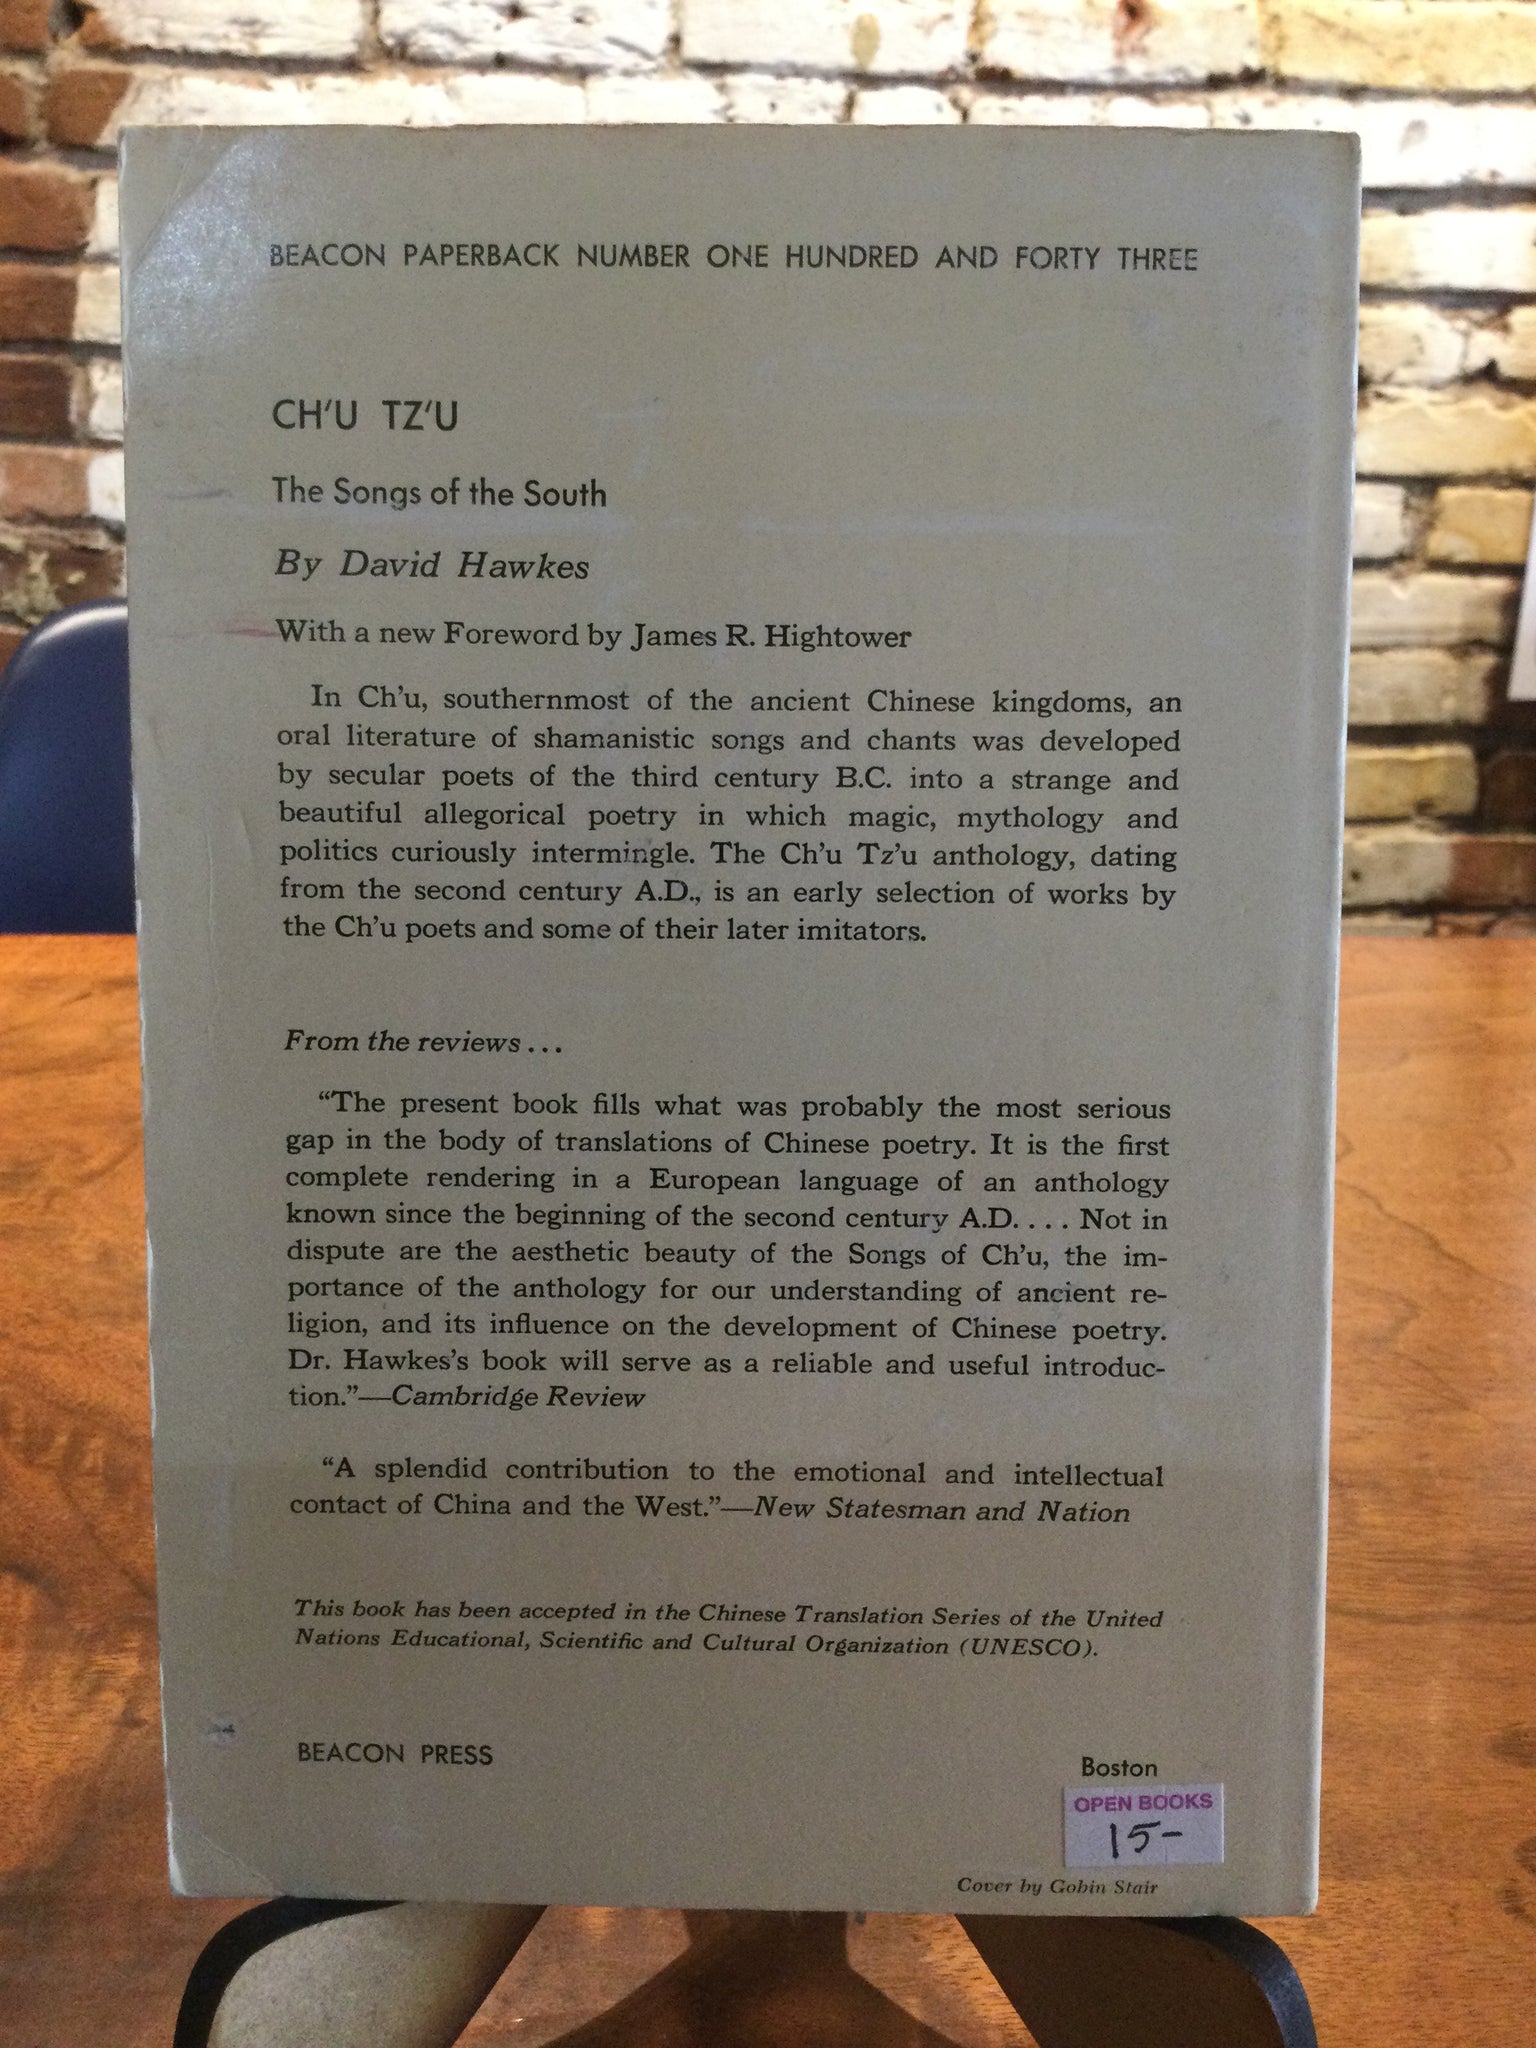 BEACON PAPERBACK NUMBER ONE HUNDRED AND FORTY THREE
CH'U TZ'U
The Songs of the South
By David Hawkes
With a new Foreword by James R. Hightower
In Ch'u, southernmost of the ancient Chinese kingdoms, an
oral literature of shamanistic songs and chants was developed
by secular poets of the third century B.C. into a strange and
beautiful allegorical poetry in which magic, mythology and
politics curiously intermingle. The Ch'u Tz'u anthology, dating
from the second century A.D., is an early selection of works by
the Ch'u poets and some of their later imitators.
From the reviews ...
“The present book fills what was probably the most serious
gap in the body of translations of Chinese poetry. It is the first
complete rendering in a European language of an anthology
known since the beginning of the second century A.D. . . . Not in
dispute are the aesthetic beauty of the Songs of Ch'u, the im-
portance of the anthology for our understanding of ancient re-
ligion, and its influence on the development of Chinese poetry.
Dr. Hawkes's book will serve as a reliable and useful introduc-
tion.”—Cambridge Review
“A splendid contribution to the emotional and intellectual
contact of China and the West.”—New Statesman and Nation
This book has been accepted in the Chinese Translation Series of the United
Nations Educational, Scientific and Cultural Organization (UNESCO).
BEACON PRESS
Boston
OPEN BOOKS
15-
Cover by Gobin Stair